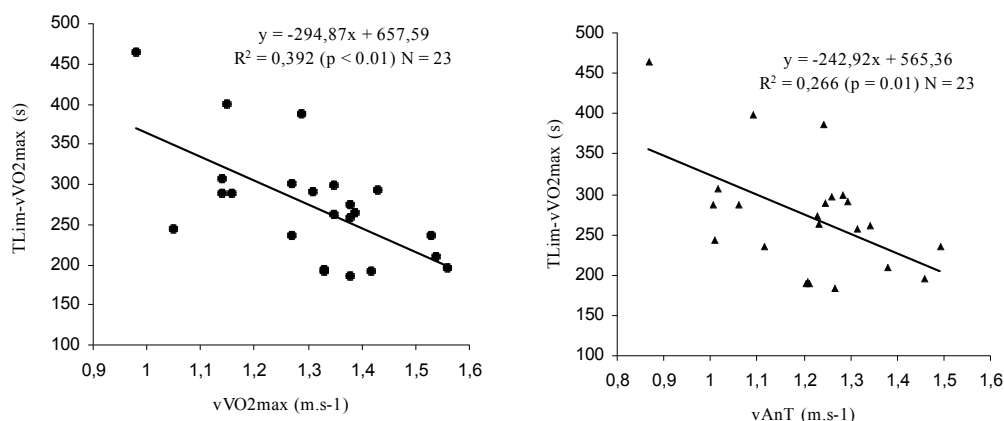 y = -294,87x + 657,59
R² = 0,392 (p < 0.01) N = 23
500
450
400
350
300
250
200
150
100
TLim-vVO2max (s)
0,9 1 1,1 1,2 1,3 1,4 1,5 1,6
vVO2max (m.s-1)
y = -242,92x + 565,36
R² = 0,266 (p = 0.01) N = 23
500
450
400
350
300
250
200
150
100
TLim-vVO2max (s)
0,8 0,9 1 1,1 1,2 1,3 1,4 1,5 1,6
vAnT (m.s-1)